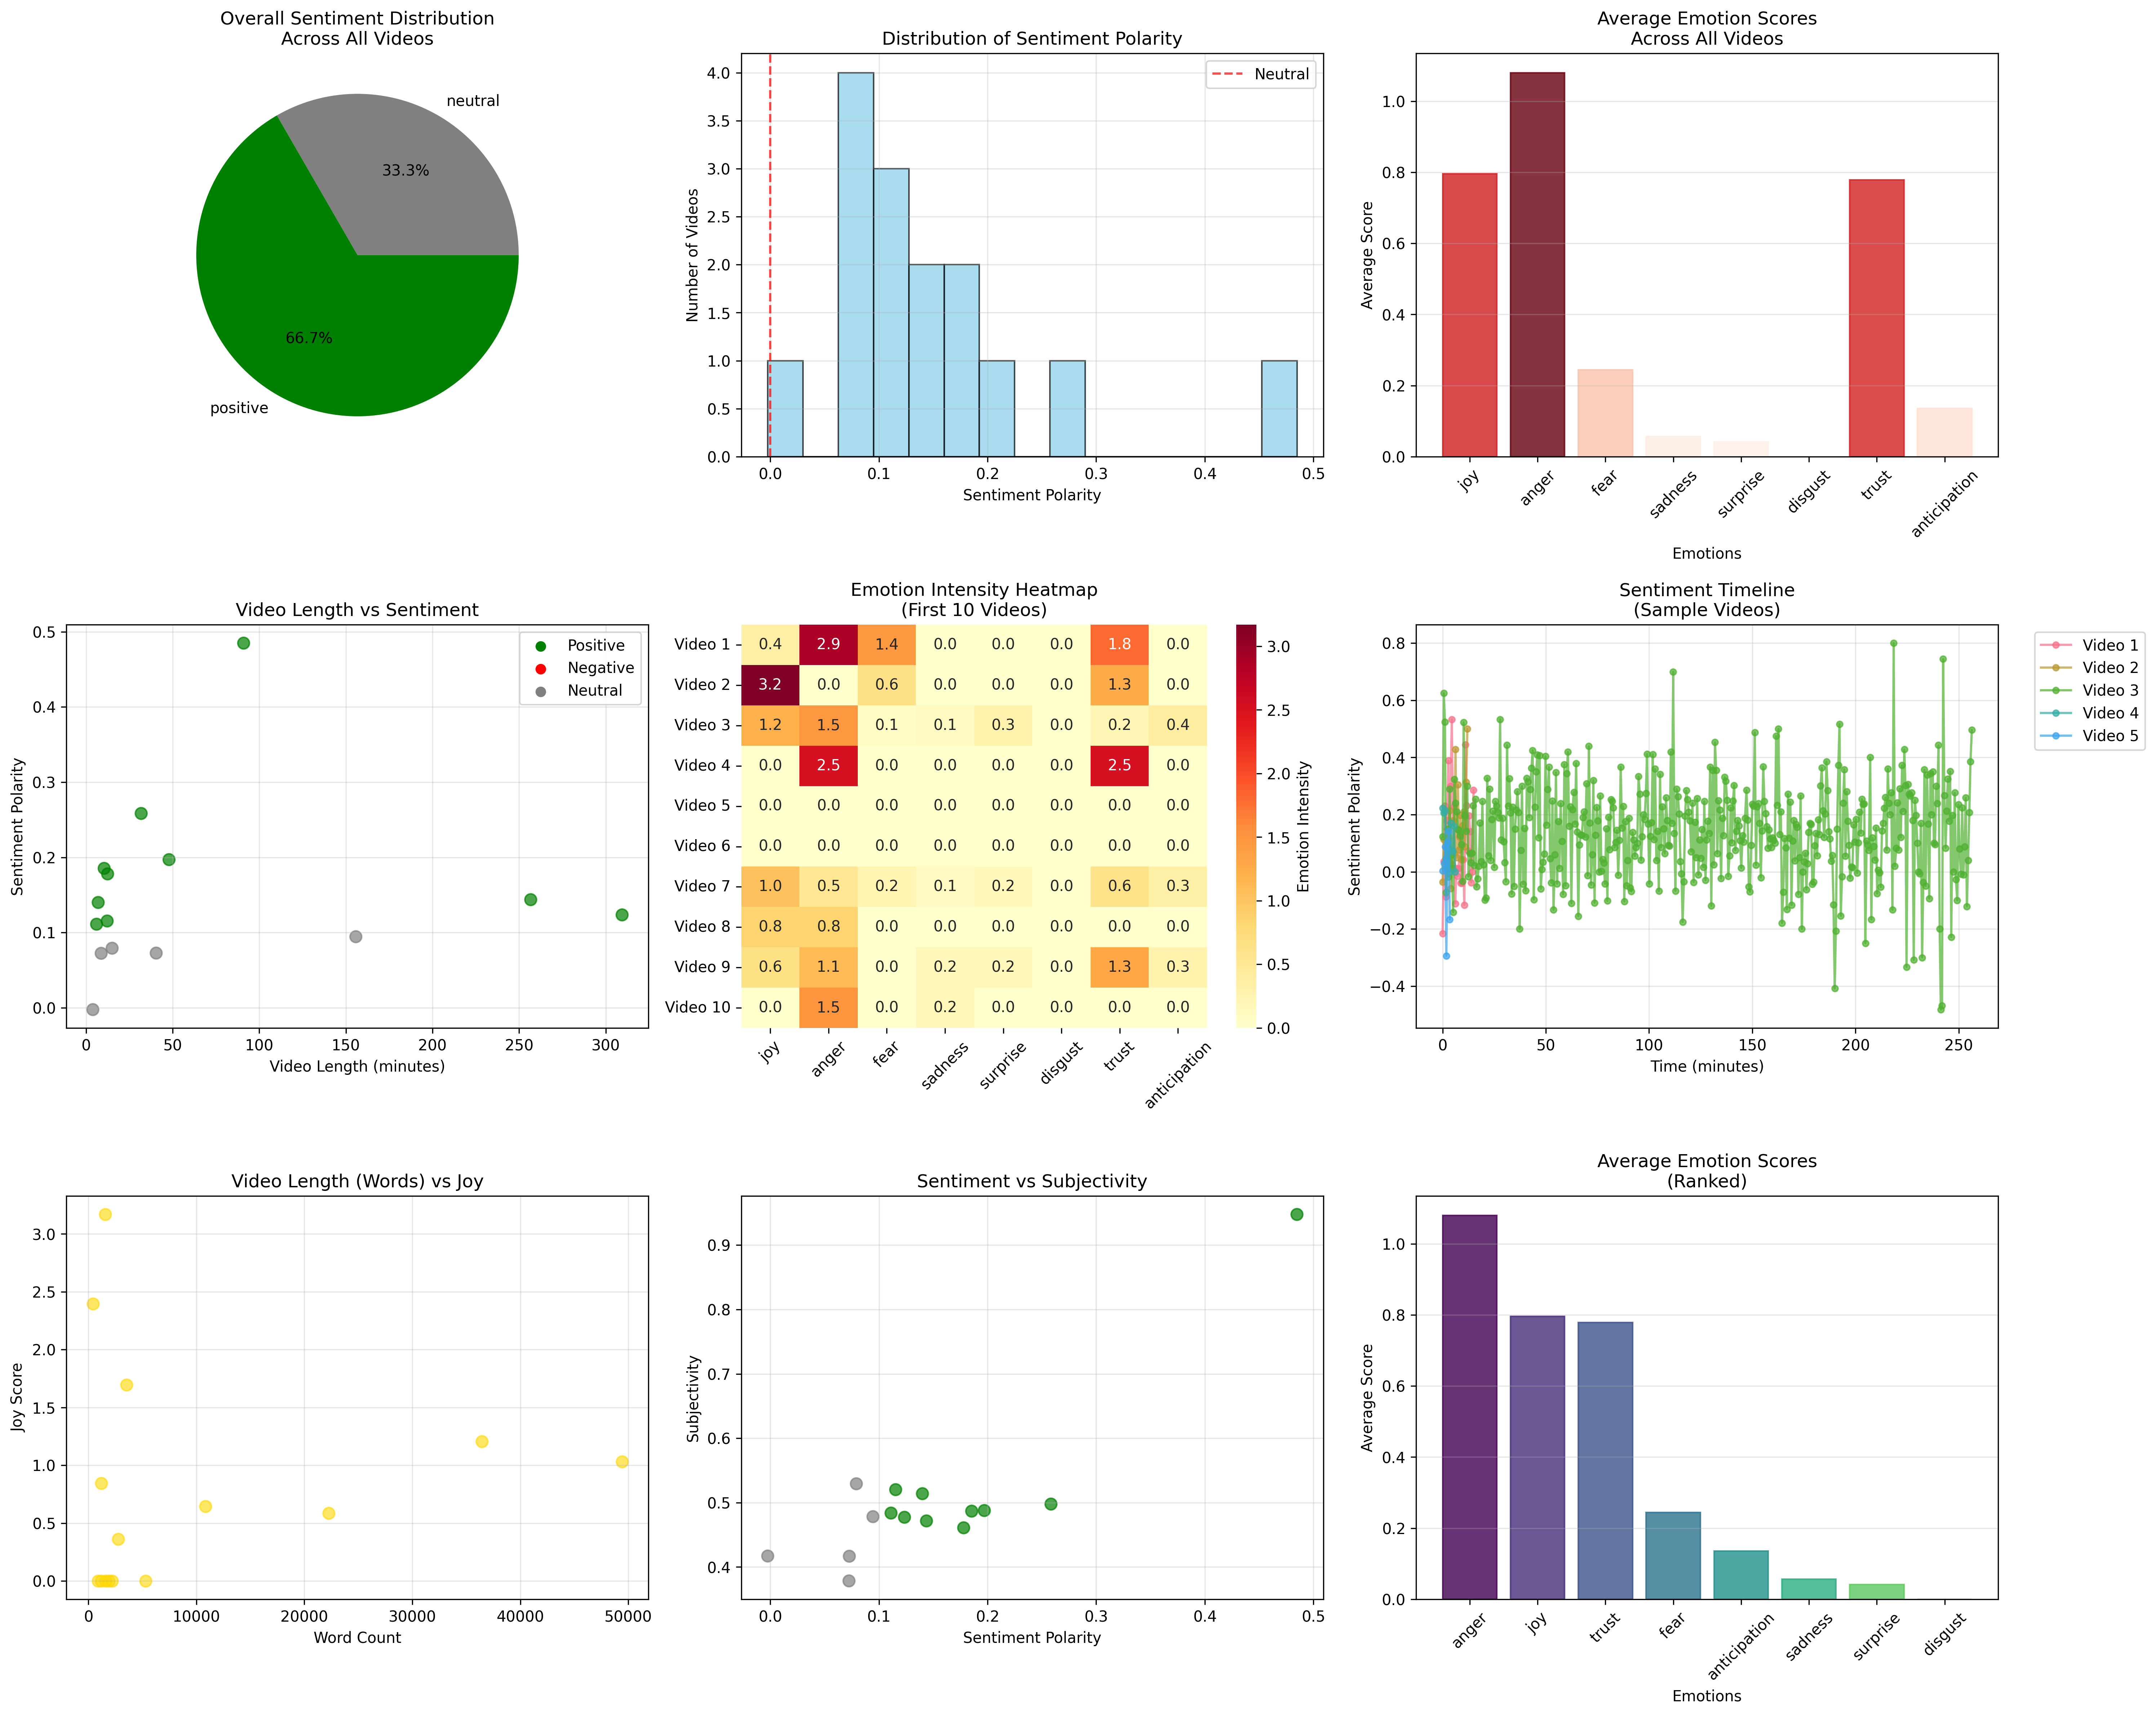 Overall Sentiment Distribution
Across All Videos
neutral
33.3%
66.7%
positive
Distribution of Sentiment Polarity
Neutral
4.0
3.5
3.0
2.5
2.0
1.5
1.0
0.5
0.0
Number of Videos
0.0 0.1 0.2 0.3 0.4 0.5
Sentiment Polarity
Average Emotion Scores
Across All Videos
1.0
0.8
0.6
0.4
0.2
0.0
Average Score
joy anger fear sadness surprise disgust trust anticipation
Emotions
Video Length vs Sentiment
Positive
Negative
Neutral
0.5
0.4
0.3
0.2
0.1
0.0
Sentiment Polarity
0 50 100 150 200 250 300
Video Length (minutes)
Emotion Intensity Heatmap
(First 10 Videos)
Video 1 0.4 2.9 1.4 0.0 0.0 0.0 1.8 0.0
Video 2 3.2 0.0 0.6 0.0 0.0 0.0 1.3 0.0
Video 3 1.2 1.5 0.1 0.1 0.3 0.0 0.2 0.4
Video 4 0.0 2.5 0.0 0.0 0.0 0.0 2.5 0.0
Video 5 0.0 0.0 0.0 0.0 0.0 0.0 0.0 0.0
Video 6 0.0 0.0 0.0 0.0 0.0 0.0 0.0 0.0
Video 7 1.0 0.5 0.2 0.1 0.2 0.0 0.6 0.3
Video 8 0.8 0.8 0.0 0.0 0.0 0.0 0.0 0.0
Video 9 0.6 1.1 0.0 0.2 0.2 0.0 1.3 0.3
Video 10 0.0 1.5 0.0 0.2 0.0 0.0 0.0 0.0
joy anger fear sadness surprise disgust trust anticipation
3.0
2.5
2.0
1.5
1.0
0.5
0.0
Emotion Intensity
Sentiment Timeline
(Sample Videos)
Video 1
Video 2
Video 3
Video 4
Video 5
0.8
0.6
0.4
0.2
0.0
−0.2
−0.4
Sentiment Polarity
0 50 100 150 200 250
Time (minutes)
Video Length (Words) vs Joy
3.0
2.5
2.0
1.5
1.0
0.5
0.0
Joy Score
0 10000 20000 30000 40000 50000
Word Count
Sentiment vs Subjectivity
0.9
0.8
0.7
0.6
0.5
0.4
Subjectivity
0.0 0.1 0.2 0.3 0.4 0.5
Sentiment Polarity
Average Emotion Scores
(Ranked)
1.0
0.8
0.6
0.4
0.2
0.0
Average Score
anger joy trust fear anticipation sadness surprise disgust
Emotions